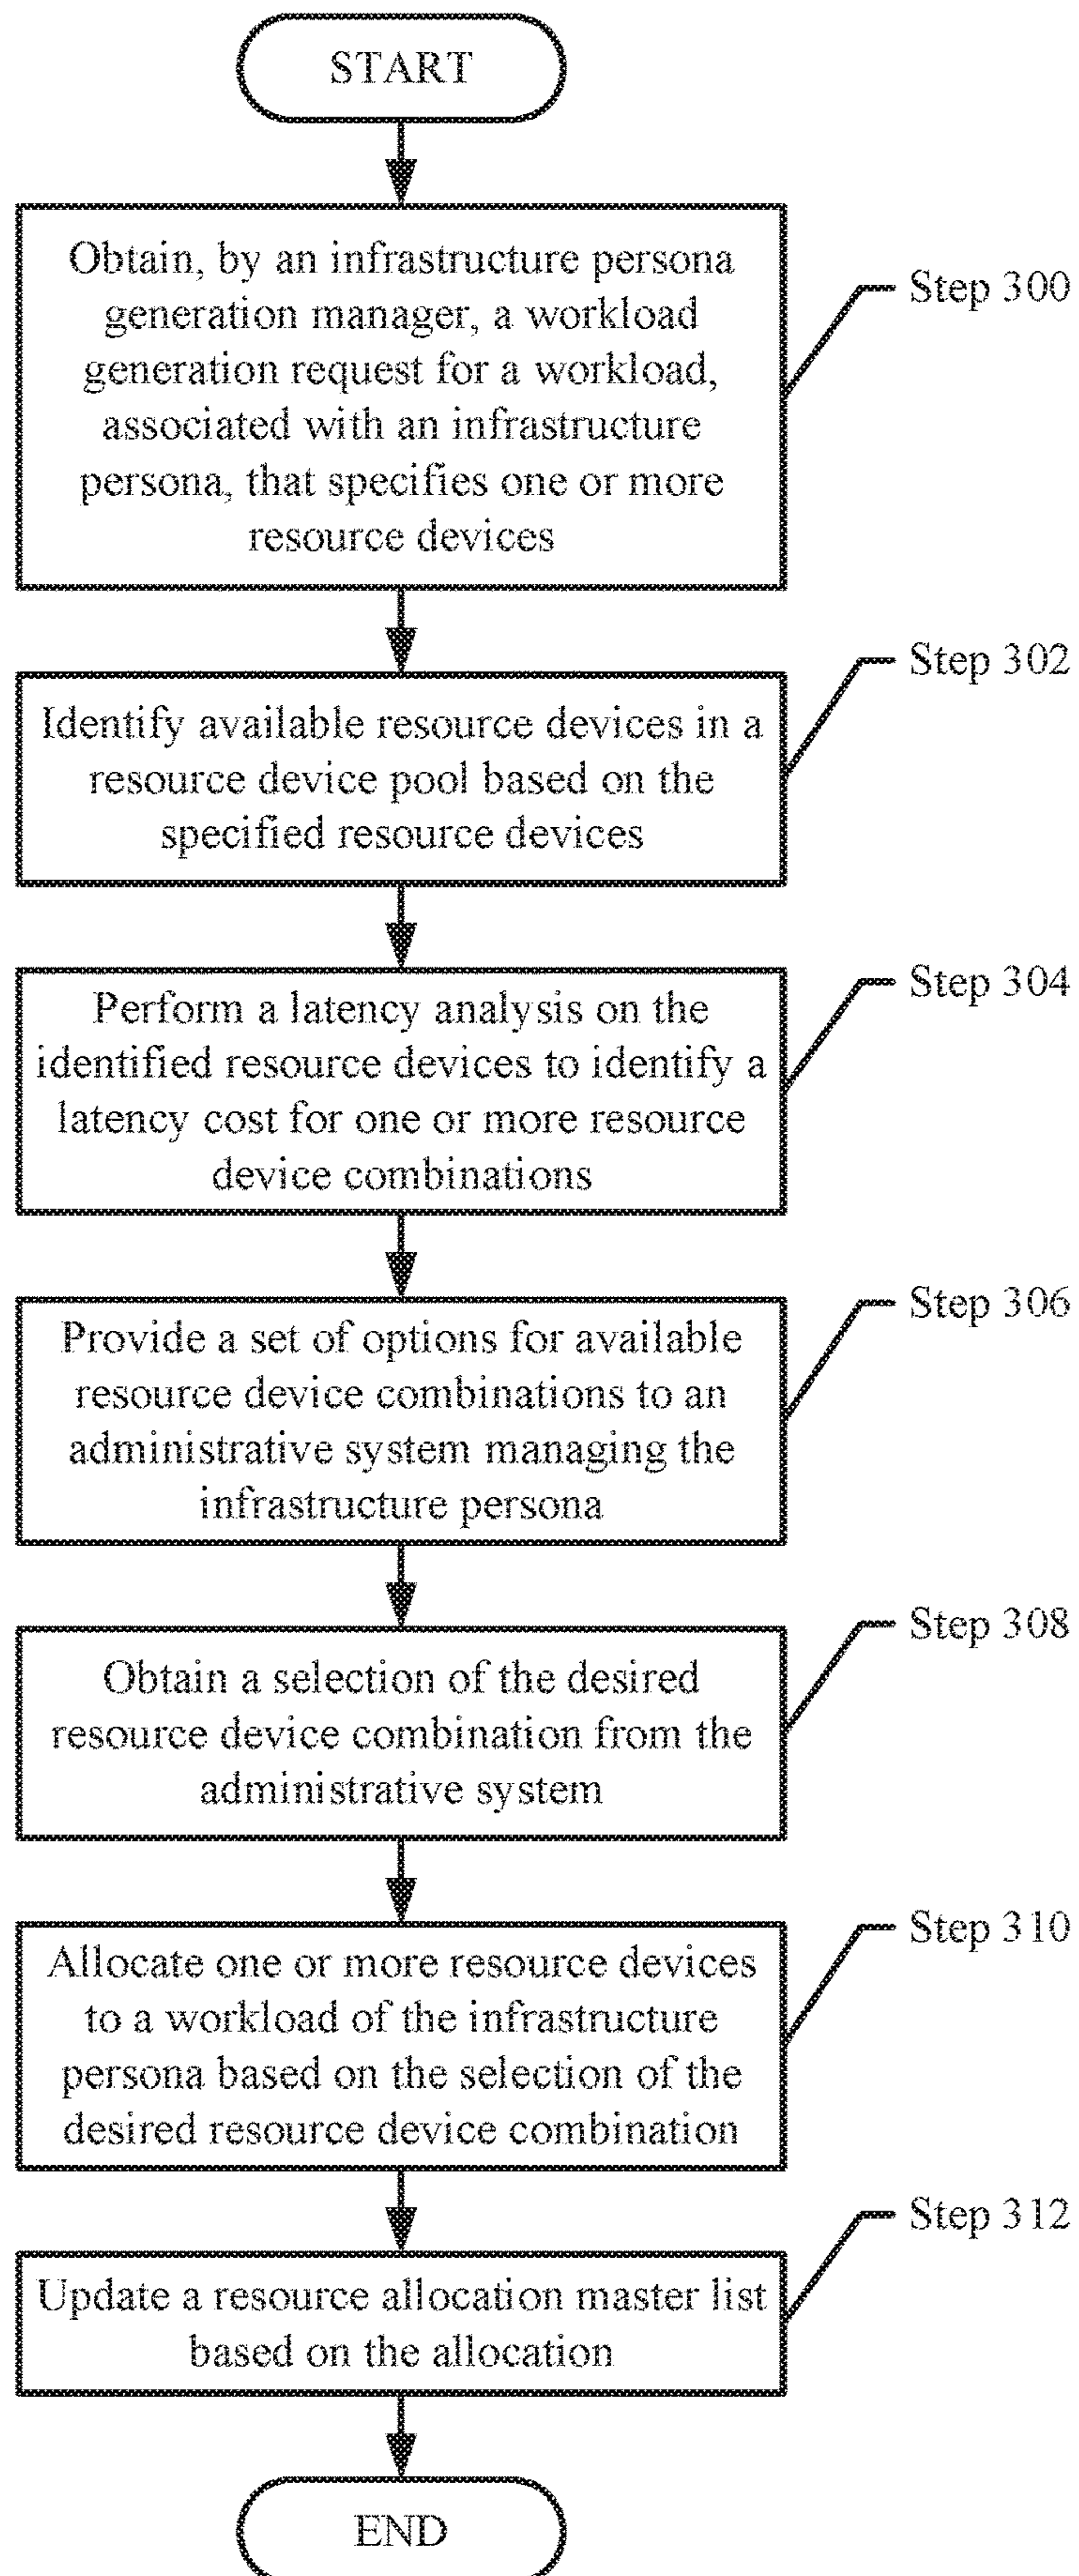 START
Obtain, by an infrastructure persona
generation manager, a workload
generation request for a workload,
associated with an infrastructure
persona, that specifies one or more
resource devices
Step 300
Identify available resource devices in a
resource device pool based on the
specified resource devices
Step 302
Perform a latency analysis on the
identified resource devices to identify a
latency cost for one or more resource
device combinations
Step 304
Provide a set of options for available
resource device combinations to an
administrative system managing the
infrastructure persona
Step 306
Obtain a selection of the desired
resource device combination from the
administrative system
Step 308
Allocate one or more resource devices
to a workload of the infrastructure
persona based on the selection of the
desired resource device combination
Step 310
Update a resource allocation master list
based on the allocation
Step 312
END